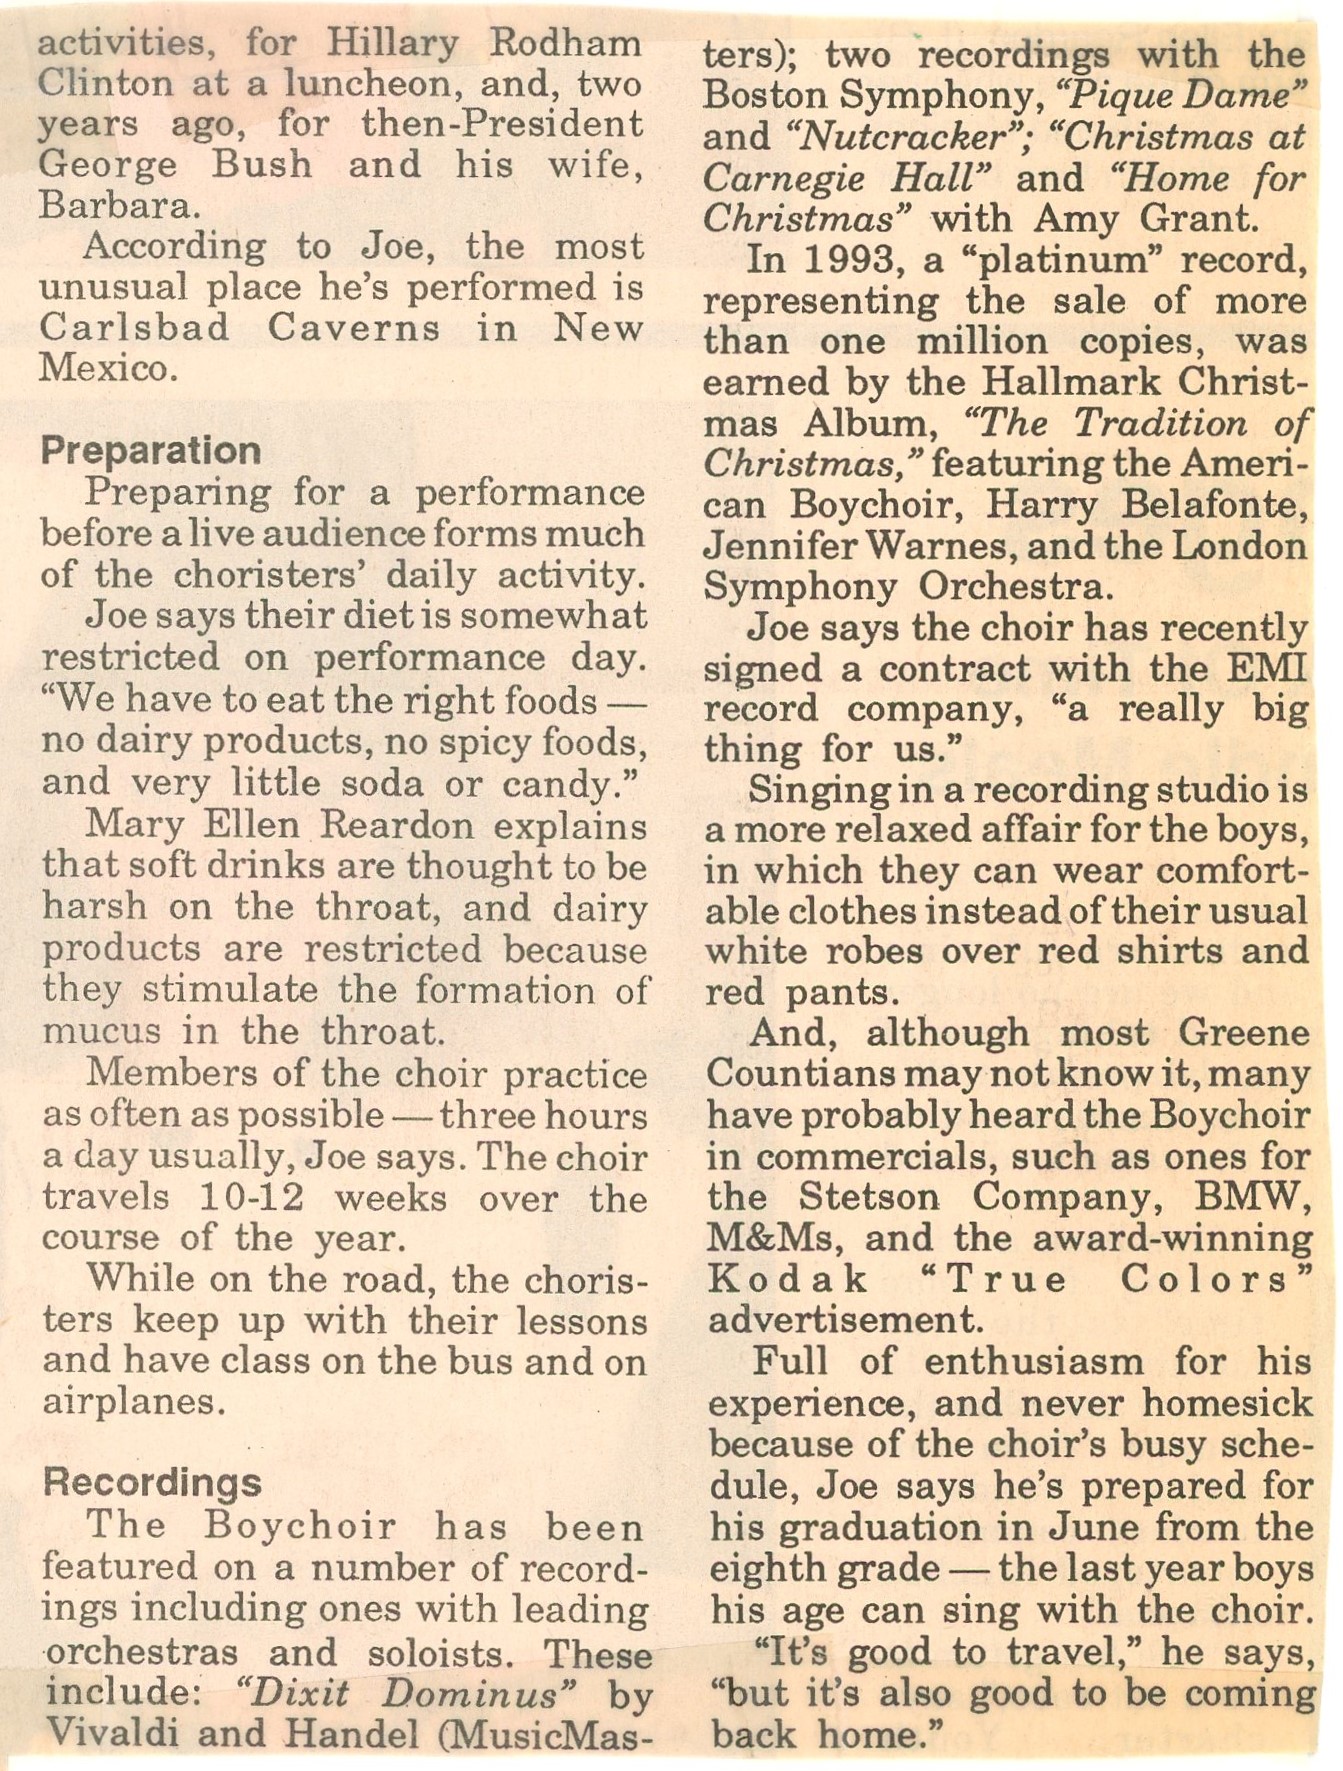 activities, for Hillary Rodham
Clinton at a luncheon, and, two
years ago, for then-President
George Bush and his wife,
Barbara.
According to Joe, the most
unusual place he's performed is
Carlsbad Caverns in New
Mexico.
Preparation
Preparing for a performance
before a live audience forms much
of the choristers' daily activity.
Joe says their diet is somewhat
restricted on performance day.
“We have to eat the right foods —
no dairy products, no spicy foods,
and very little soda or candy.”
Mary Ellen Reardon explains
that soft drinks are thought to be
harsh on the throat, and dairy
products are restricted because
they stimulate the formation of
mucus in the throat.
Members of the choir practice
as often as possible — three hours
a day usually, Joe says. The choir
travels 10-12 weeks over the
course of the year.
While on the road, the choris-
ters keep up with their lessons
and have class on the bus and on
airplanes.
Recordings
The Boychoir has been
featured on a number of record-
ings including ones with leading
orchestras and soloists. These
include: “Dixit Dominus” by
Vivaldi and Handel (MusicMas-
ters); two recordings with the
Boston Symphony, “Pique Dame”
and “Nutcracker”; “Christmas at
Carnegie Hall” and “Home for
Christmas” with Amy Grant.
In 1993, a “platinum” record,
representing the sale of more
than one million copies, was
earned by the Hallmark Christ-
mas Album, “The Tradition of
Christmas,” featuring the Ameri-
can Boychoir, Harry Belafonte,
Jennifer Warnes, and the London
Symphony Orchestra.
Joe says the choir has recently
signed a contract with the EMI
record company, “a really big
thing for us.”
Singing in a recording studio is
a more relaxed affair for the boys,
in which they can wear comfort-
able clothes instead of their usual
white robes over red shirts and
red pants.
And, although most Greene
Countians may not know it, many
have probably heard the Boychoir
in commercials, such as ones for
the Stetson Company, BMW,
M&Ms, and the award-winning
Kodak “True Colors”
advertisement.
Full of enthusiasm for his
experience, and never homesick
because of the choir's busy sche-
dule, Joe says he's prepared for
his graduation in June from the
eighth grade — the last year boys
his age can sing with the choir.
“It's good to travel,” he says,
“but it's also good to be coming
back home.”